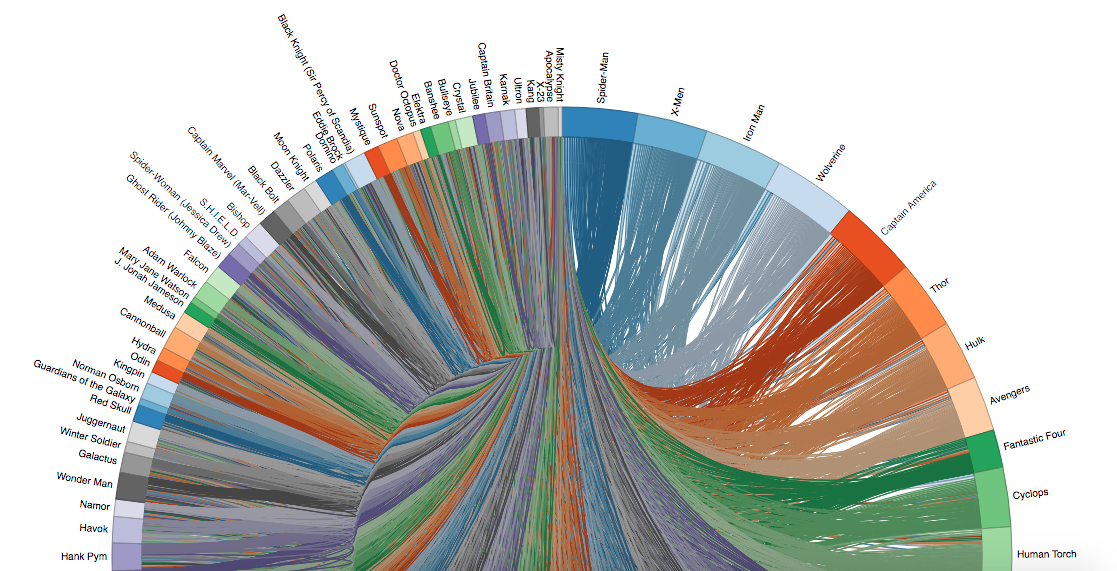 Spider-Man
X-Men
Iron Man
Wolverine
Captain America
Thor
Hulk
Avengers
Fantastic Four
Cyclops
Human Torch
Hank Pym
Havok
Namor
Wonder Man
Galactus
Winter Soldier
Juggernaut
Red Skull
Guardians of the Galaxy
Norman Osborn
Kingpin
Odin
Hydra
Cannonball
Medusa
J. Jonah Jameson
Mary Jane Watson
Adam Warlock
Falcon
Ghost Rider (Johnny Blaze)
Spider-Woman (Jessica Drew)
S.H.I.E.L.D.
Bishop
Captain Marvel (Mar-Vell)
Black Bolt
Dazzler
Moon Knight
Polaris
Domino
Eddie Brock
Black Knight (Sir Percy of Scandia)
Mystique
Sunspot
Nova
Doctor Octopus
Elektra
Banshee
Bullseye
Crystal
Jubilee
Captain Britain
Karnak
Ultron
Kang
X-23
Apocalypse
Misty Knight